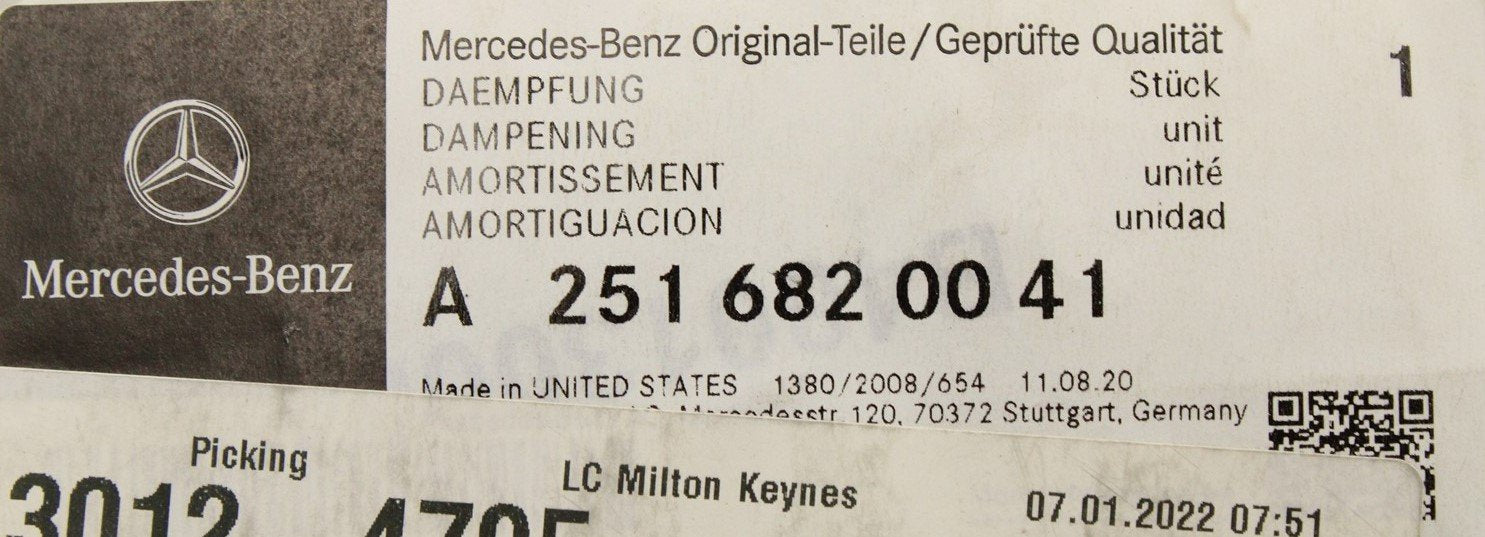 Mercedes-Benz
Mercedes-Benz Original-Teile/Geprüfte Qualität
DAEMPFUNG Stück 1
DAMPENING unit
AMORTISSEMENT unité
AMORTIGUACION unidad
A 251 682 00 41
Made in UNITED STATES 1380/2008/654 11.08.20
Mercedesstr. 120, 70372 Stuttgart, Germany
Picking LC Milton Keynes 07.01.2022 07:51
3012 4795